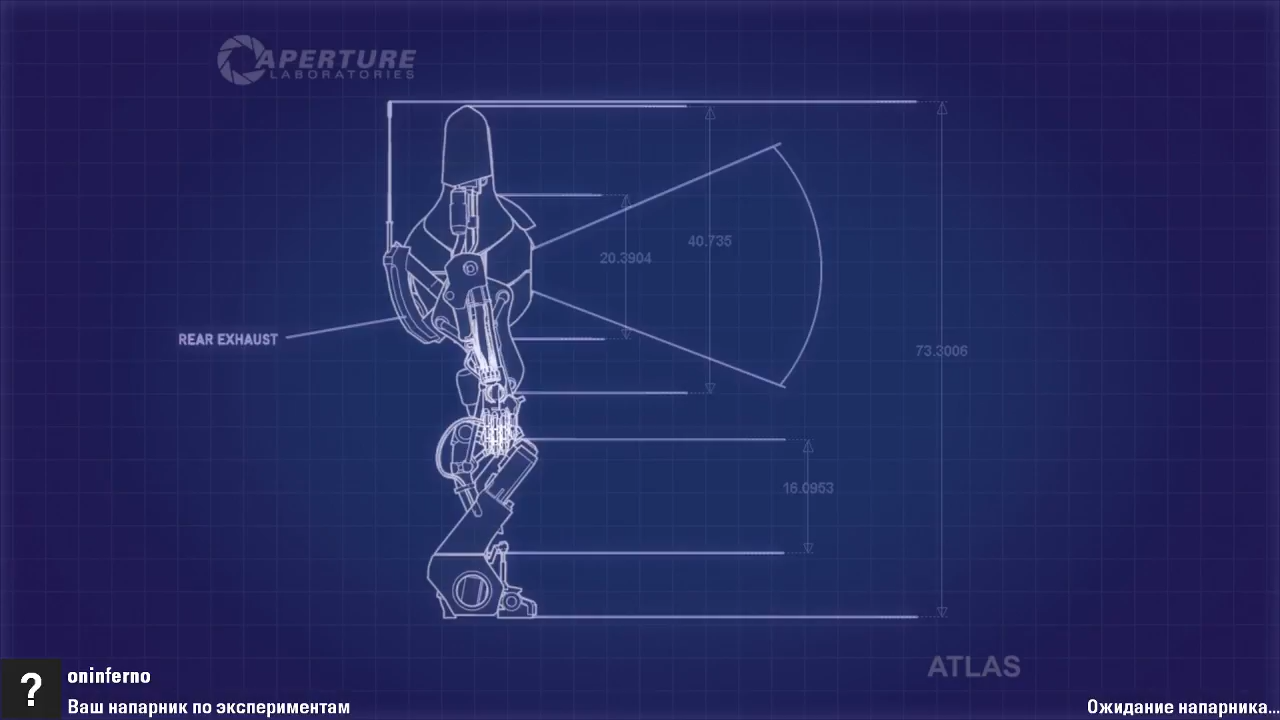 APERTURE
LABORATORIES
40.735
20.3904
REAR EXHAUST
73.3006
16.0953
ATLAS
?
oninferno
Ваш напарник по экспериментам
Ожидание напарника...